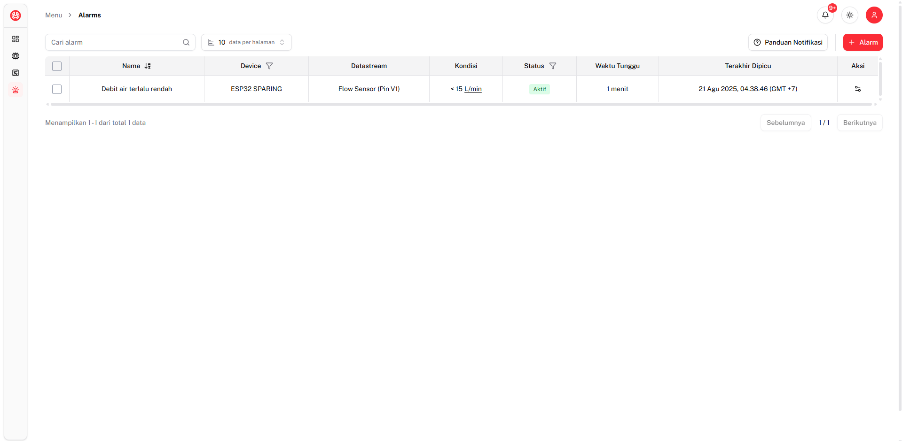 Menu > Alarms
9+
Cari alarm
10 data per halaman
Panduan Notifikasi
+ Alarm
Name Device Datastream Kondisi Status Waktu Tunggu Terakhir Dipicu Aksi
Debit air terlalu rendah ESP32 SPARING Flow Sensor (Pin V1) < 15 L/min Aktif 1 menit 21 Agu 2025, 04.38.46 (GMT +7)
Menampilkan 1 - 1 dari total 1 data
Sebelumnya 1 / 1 Berikutnya